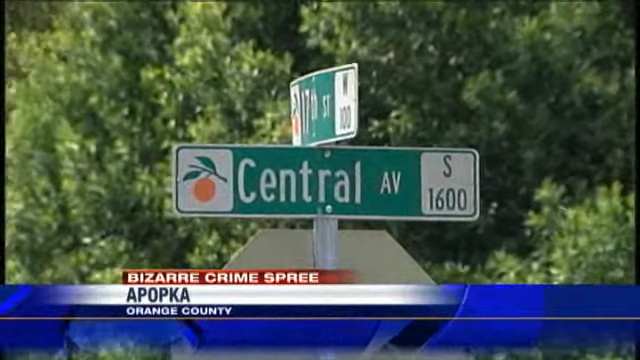 17th ST
W
100
Central AV
S
1600
BIZARRE CRIME SPREE
APOPKA
ORANGE COUNTY